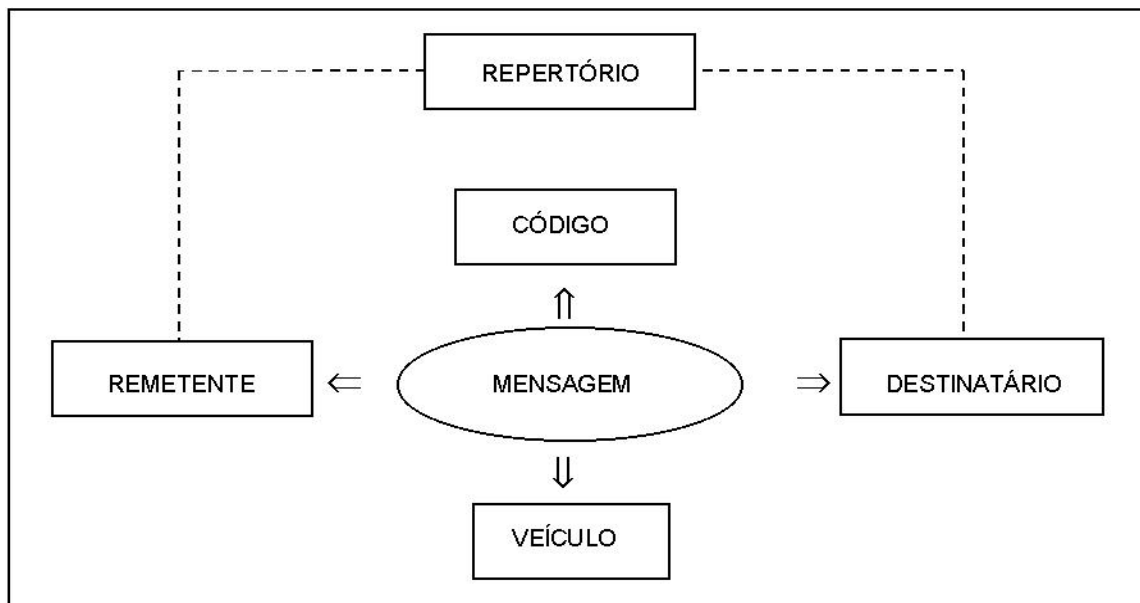 REPERTÓRIO
CÓDIGO
REMETENTE
MENSAGEM
DESTINATÁRIO
VEÍCULO